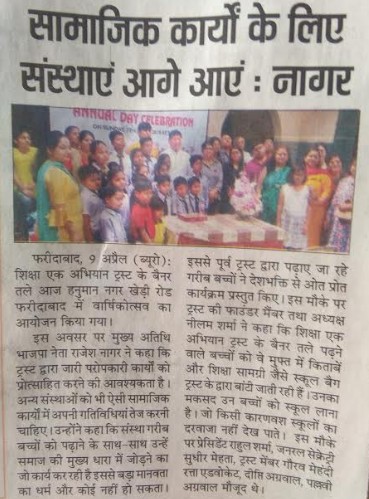 सामाजिक कार्यों के लिए
संस्थाएं आगे आएं : नागर
ANNUAL DAY CELEBRATION
फरीदाबाद, 9 अप्रैल (ब्यूरो):
शिक्षा एक अभियान ट्रस्ट के बैनर
तले आज हनुमान नगर खेड़ी रोड
फरीदाबाद में वार्षिकोत्सव का
आयोजन किया गया।
इस अवसर पर मुख्य अतिथि
भाजपा नेता राजेश नागर ने कहा कि
ट्रस्ट द्वारा जारी परोपकारी कार्यों को
प्रोत्साहित करने की आवश्यकता है।
अन्य संस्थाओं को भी ऐसी सामाजिक
कार्यों में अपनी गतिविधियां तेज करनी
चाहिए। उन्होंने कहा कि संस्था गरीब
बच्चों को पढ़ाने के साथ-साथ उन्हें
समाज की मुख्य धारा में जोड़ने का
जो कार्य कर रही है इससे बड़ा मानवता
का धर्म और कोई नहीं हो सकता।
इससे पूर्व ट्रस्ट द्वारा पढ़ाए जा रहे
गरीब बच्चों ने देशभक्ति से ओत प्रोत
कार्यक्रम प्रस्तुत किए। इस मौके पर
ट्रस्ट की फाउंडर मैंबर तथा अध्यक्ष
नीलम शर्मा ने कहा कि शिक्षा एक
अभियान ट्रस्ट के बैनर तले पढ़ने
वाले बच्चों को वे मुफ्त में किताबें
और शिक्षा सामग्री जैसे स्कूल बैग
ट्रस्ट के द्वारा बांटी जाती रही हैं। उनका
मकसद उन बच्चों को स्कूल लाना
है। जो किसी कारणवश स्कूलों का
दरवाजा नहीं देख पाते। इस मौके
पर प्रेसिडेंट राहुल शर्मा, जनरल सेक्रेट्री
सुधीर मेहता, ट्रस्ट मेंबर गौरव मेहंदी
रत्ता एडवोकेट, दीप्ति अग्रवाल, पल्लवी
अग्रवाल मौजूद थे।